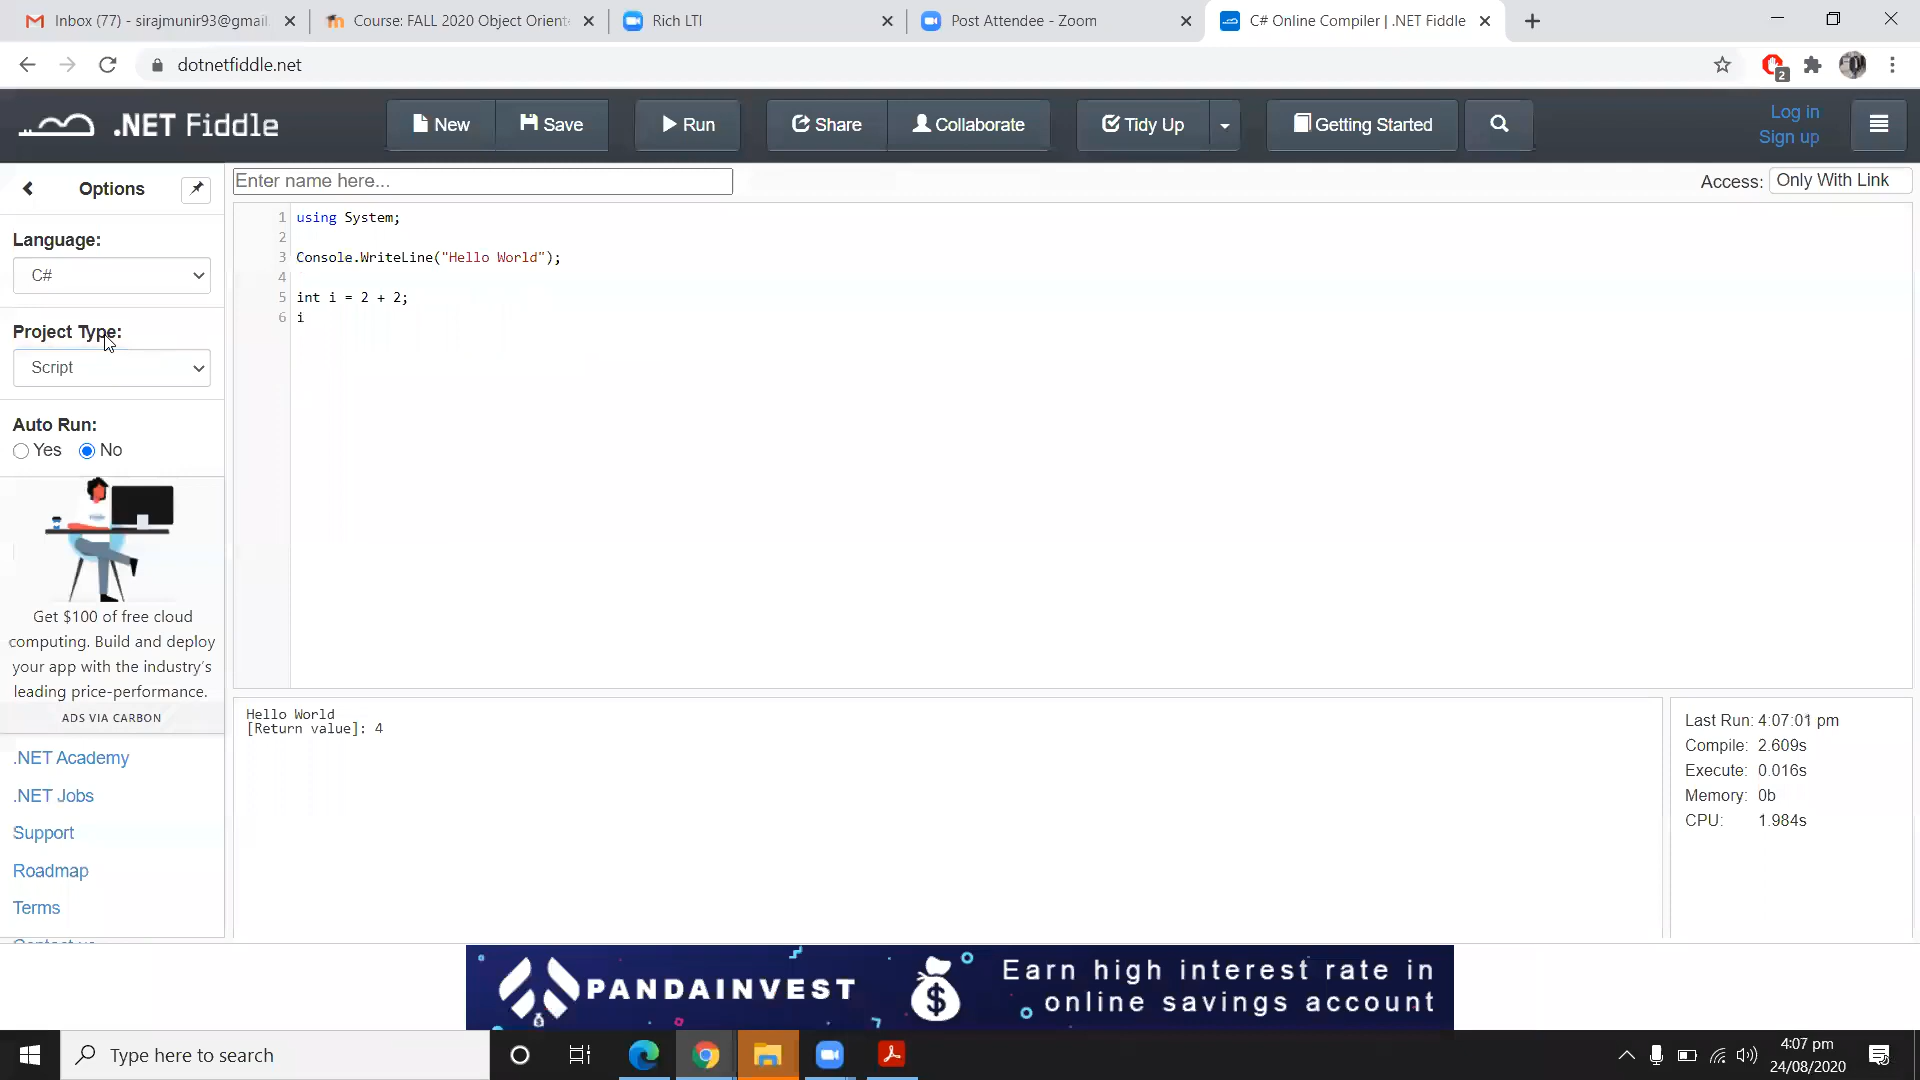 Inbox (77) - sirajmunir93@gmail.
Course: FALL 2020 Object Orient
Rich LTI
Post Attendee - Zoom
C# Online Compiler | .NET Fiddle
dotnetfiddle.net
2
.NET Fiddle
New
Save
Run
Share
Collaborate
Tidy Up
Getting Started
Log in
Sign up
Options
Enter name here...
Access: Only With Link
Language:
C#
Project Type:
Script
Auto Run:
Yes No
1 using System;
2
3 Console.WriteLine("Hello World");
4
5 int i = 2 + 2;
6 i
Get $100 of free cloud
computing. Build and deploy
your app with the industry's
leading price-performance.
ADS VIA CARBON
.NET Academy
.NET Jobs
Support
Roadmap
Terms
Hello World
[Return value]: 4
Last Run: 4:07:01 pm
Compile: 2.609s
Execute: 0.016s
Memory: 0b
CPU: 1.984s
PANDAINVEST
$
Earn high interest rate in
online savings account
Type here to search
4:07 pm
24/08/2020